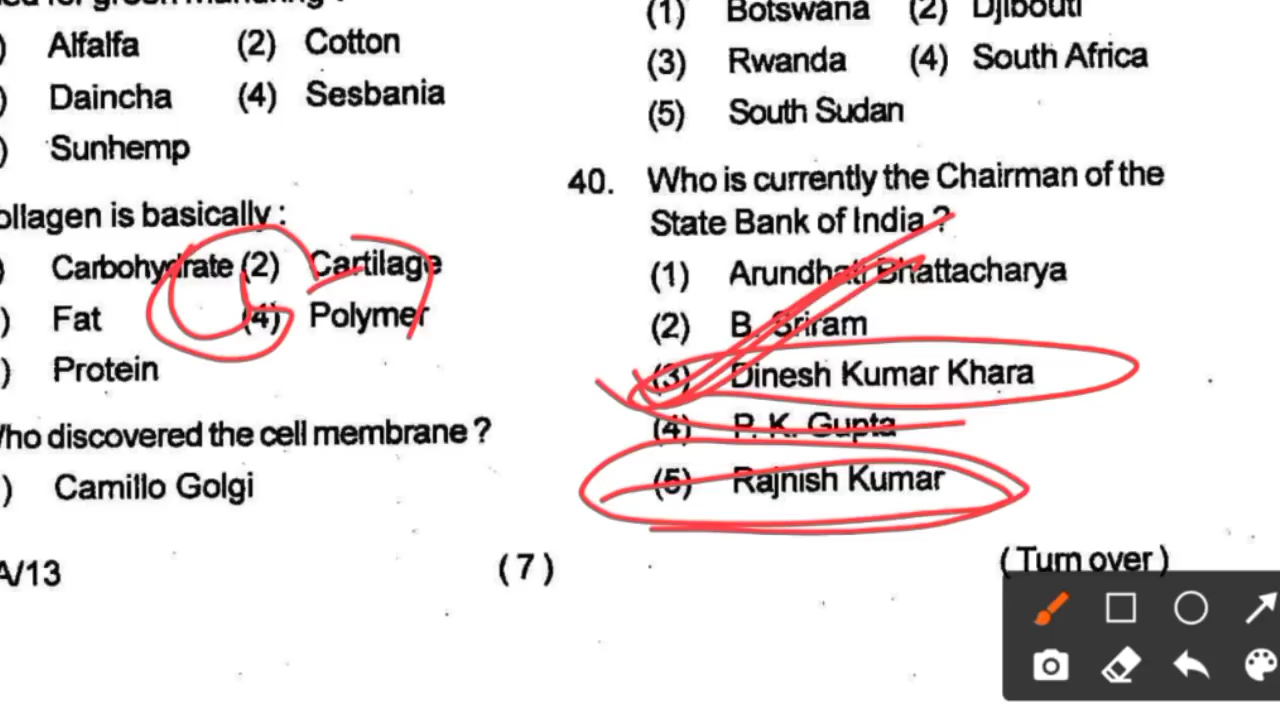 (2) Cotton
Alfalfa
Daincha (4) Sesbania
Sunhemp
ollagen is basically :
Carbohydrate (2) Cartilage
Fat (4) Polymer
Protein
Who discovered the cell membrane ?
Camillo Golgi
A/13
(7)
(1) Botswana (2) Djibouti
(3) Rwanda (4) South Africa
(5) South Sudan
40. Who is currently the Chairman of the
State Bank of India ?
(1) Arundhati Bhattacharya
(2) B. Sriram
(3) Dinesh Kumar Khara
(4) P. K. Gupta
(5) Rajnish Kumar
(Turn over)